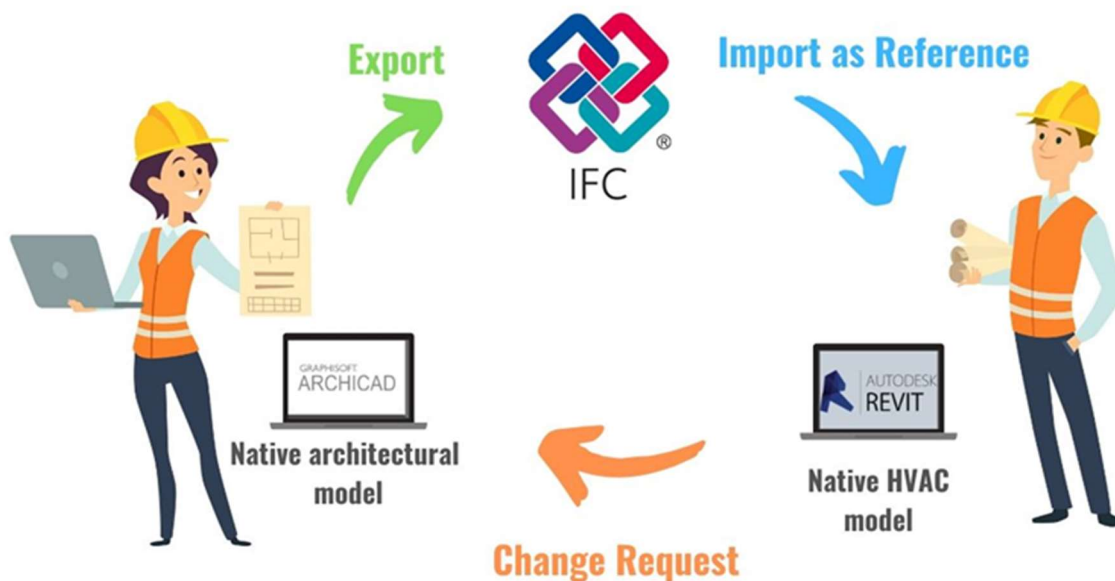 Export
Import as Reference
®
IFC
GRAPHISOFT
ARCHICAD
Native architectural
model
AUTODESK
REVIT
Native HVAC
model
Change Request